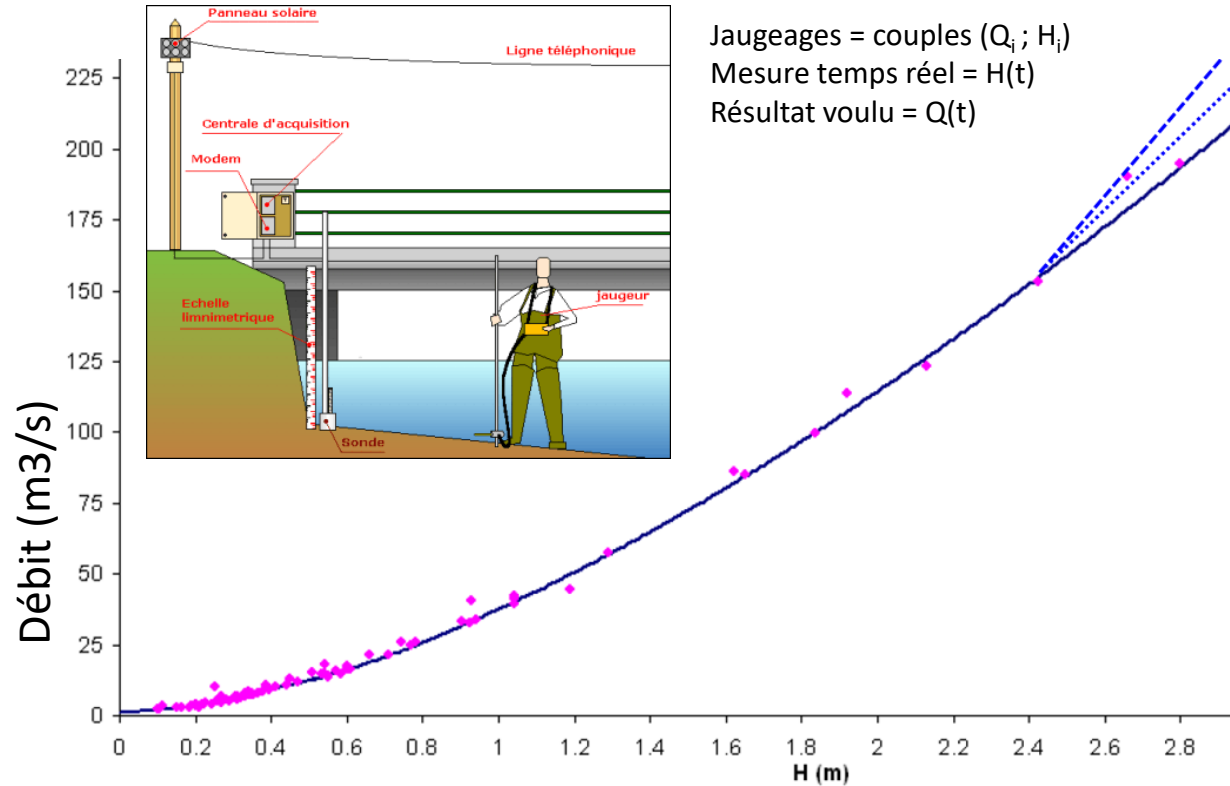 Panneau solaire
Ligne téléphonique
Jaugeages = couples (Qi ; Hi)
Mesure temps réel = H(t)
Résultat voulu = Q(t)
Centrale d'acquisition
Modem
Echelle
limnimetrique
jaugeur
Sonde
Débit (m3/s)
225
200
175
150
125
100
75
50
25
0
0 0.2 0.4 0.6 0.8 1 1.2 1.4 1.6 1.8 2 2.2 2.4 2.6 2.8
H (m)